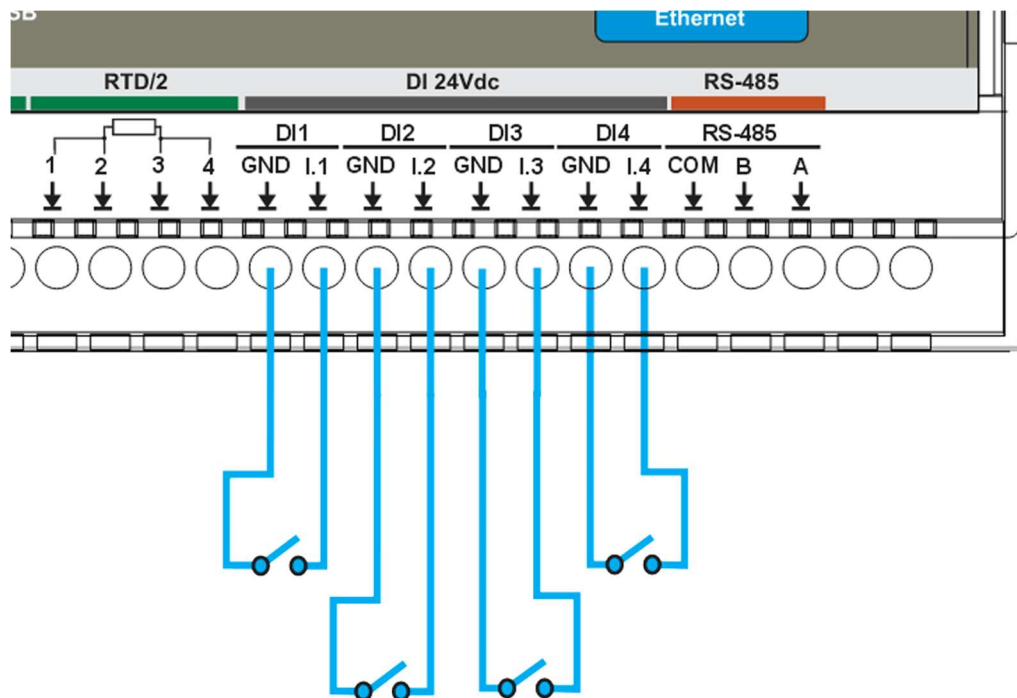 SB
Ethernet
RTD/2 DI 24Vdc RS-485
DI1 DI2 DI3 DI4 RS-485
1 2 3 4 GND I.1 GND I.2 GND I.3 GND I.4 COM B A